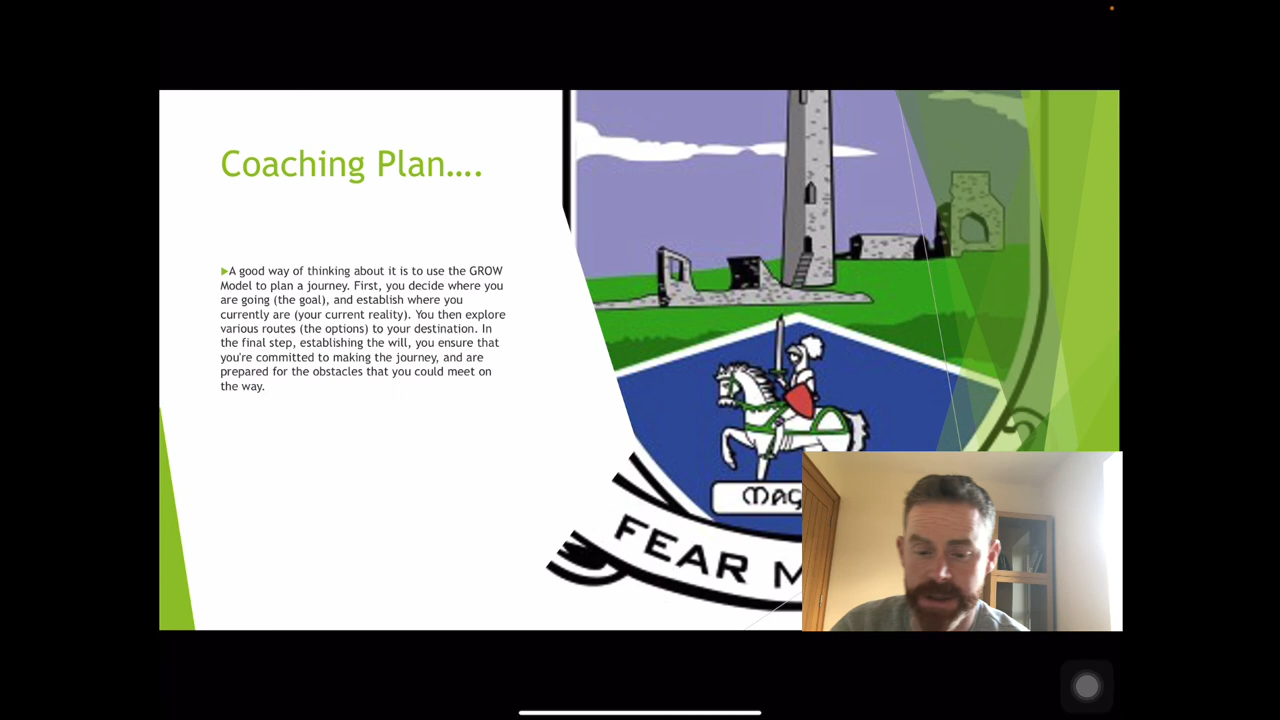 Coaching Plan....
A good way of thinking about it is to use the GROW
Model to plan a journey. First, you decide where you
are going (the goal), and establish where you
currently are (your current reality). You then explore
various routes (the options) to your destination. In
the final step, establishing the will, you ensure that
you're committed to making the journey, and are
prepared for the obstacles that you could meet on
the way.
MAG
FEAR M